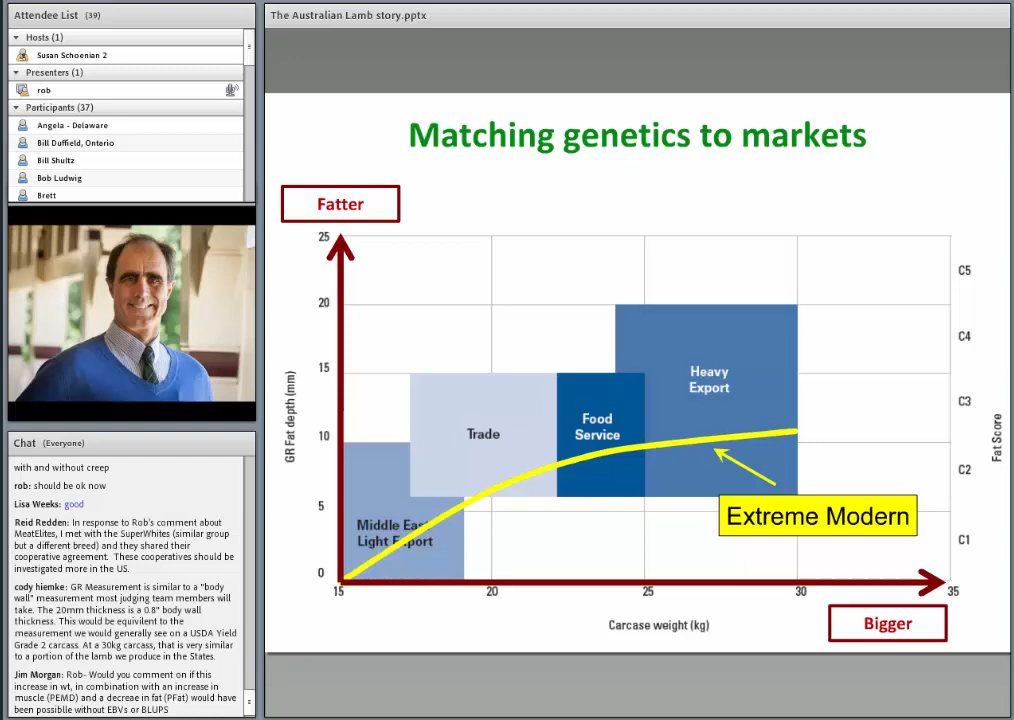 Attendee List (39)
Hosts (1)
Susan Schoenian 2
Presenters (1)
rob
Participants (37)
Angela - Delaware
Bill Duffield, Ontario
Bill Shultz
Bob Ludwig
Brett
Chat (Everyone)
with and without creep
rob: should be ok now
Lisa Weeks: good
Reid Redden: In response to Rob's comment about
MeatElites, I met with the SuperWhites (similar group
but a different breed) and they shared their
cooperative agreement. These cooperatives should be
investigated more in the US.
cody hiemke: GR Measurement is similar to a "body
wall" measurement most judging team members will
take. The 20mm thickness is a 0.8" body wall
thickness. This would be equivilent to the
measurement we would generally see on a USDA Yield
Grade 2 carcass. At a 30kg carcass, that is very similar
to a portion of the lamb we produce in the States.
Jim Morgan: Rob- Would you comment on if this
increase in wt, in combination with an increase in
muscle (PEMD) and a decreae in fat (PFat) would have
been possiblle without EBVs or BLUPS
The Australian Lamb story.pptx
Matching genetics to markets
Fatter
25
20
15
10
5
0
GR Fat depth (mm)
C5
C4
C3
C2
C1
Fat Score
Heavy
Export
Food
Service
Trade
Middle East
Light Export
Extreme Modern
15
20
25
30
35
Carcase weight (kg)
Bigger